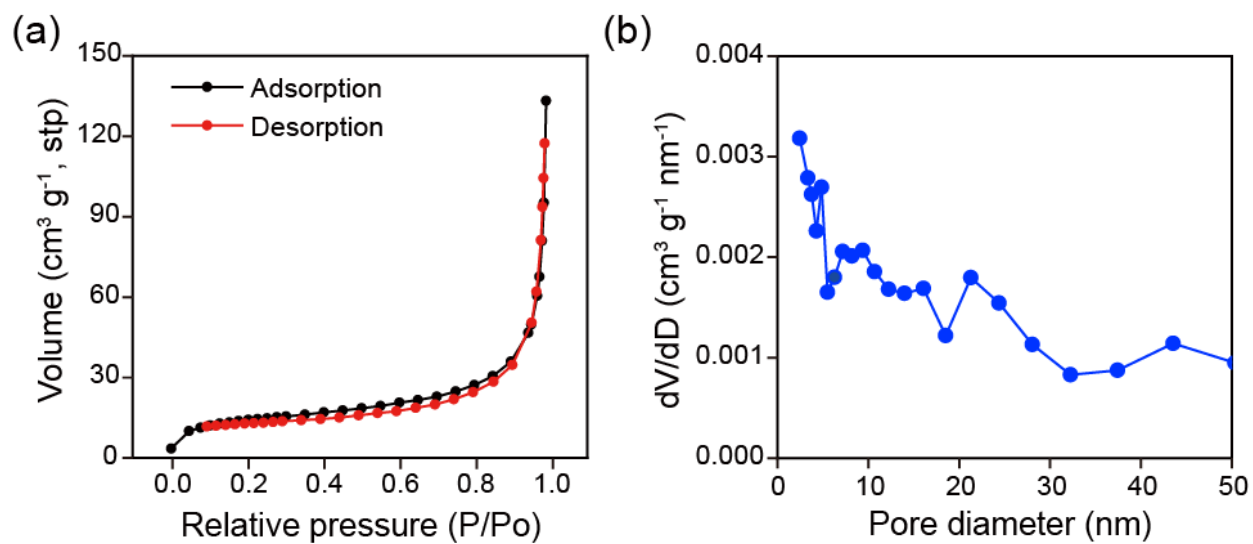 (a)
150
120
90
60
30
0
Volume (cm³ g⁻¹, stp)
Adsorption
Desorption
0.0 0.2 0.4 0.6 0.8 1.0
Relative pressure (P/Po)
(b)
0.004
0.003
0.002
0.001
0.000
dV/dD (cm³ g⁻¹ nm⁻¹)
0 10 20 30 40 50
Pore diameter (nm)